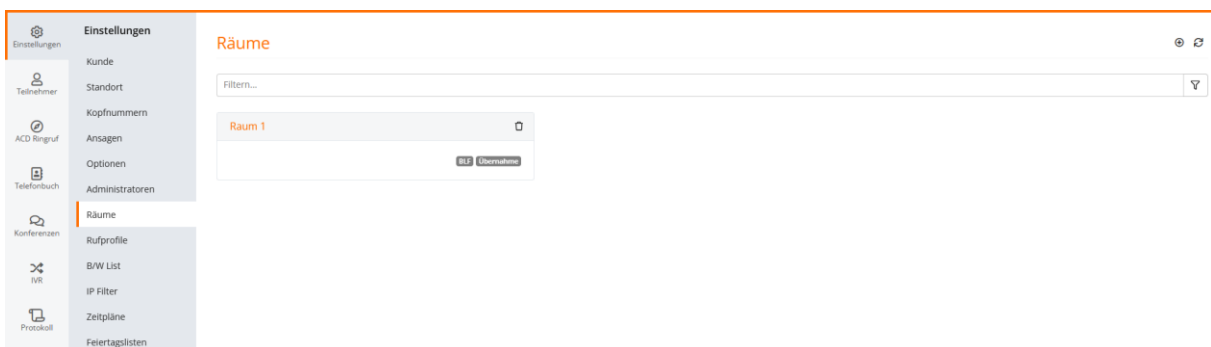 Einstellungen
Teilnehmer
ACD Ringruf
Telefonbuch
Konferenzen
IVR
Protokoll
Einstellungen
Kunde
Standort
Kopfnummern
Ansagen
Optionen
Administratoren
Räume
Rufprofile
B/W List
IP Filter
Zeitpläne
Feiertagslisten
Räume
Filtern...
Raum 1
BLF Übernahme